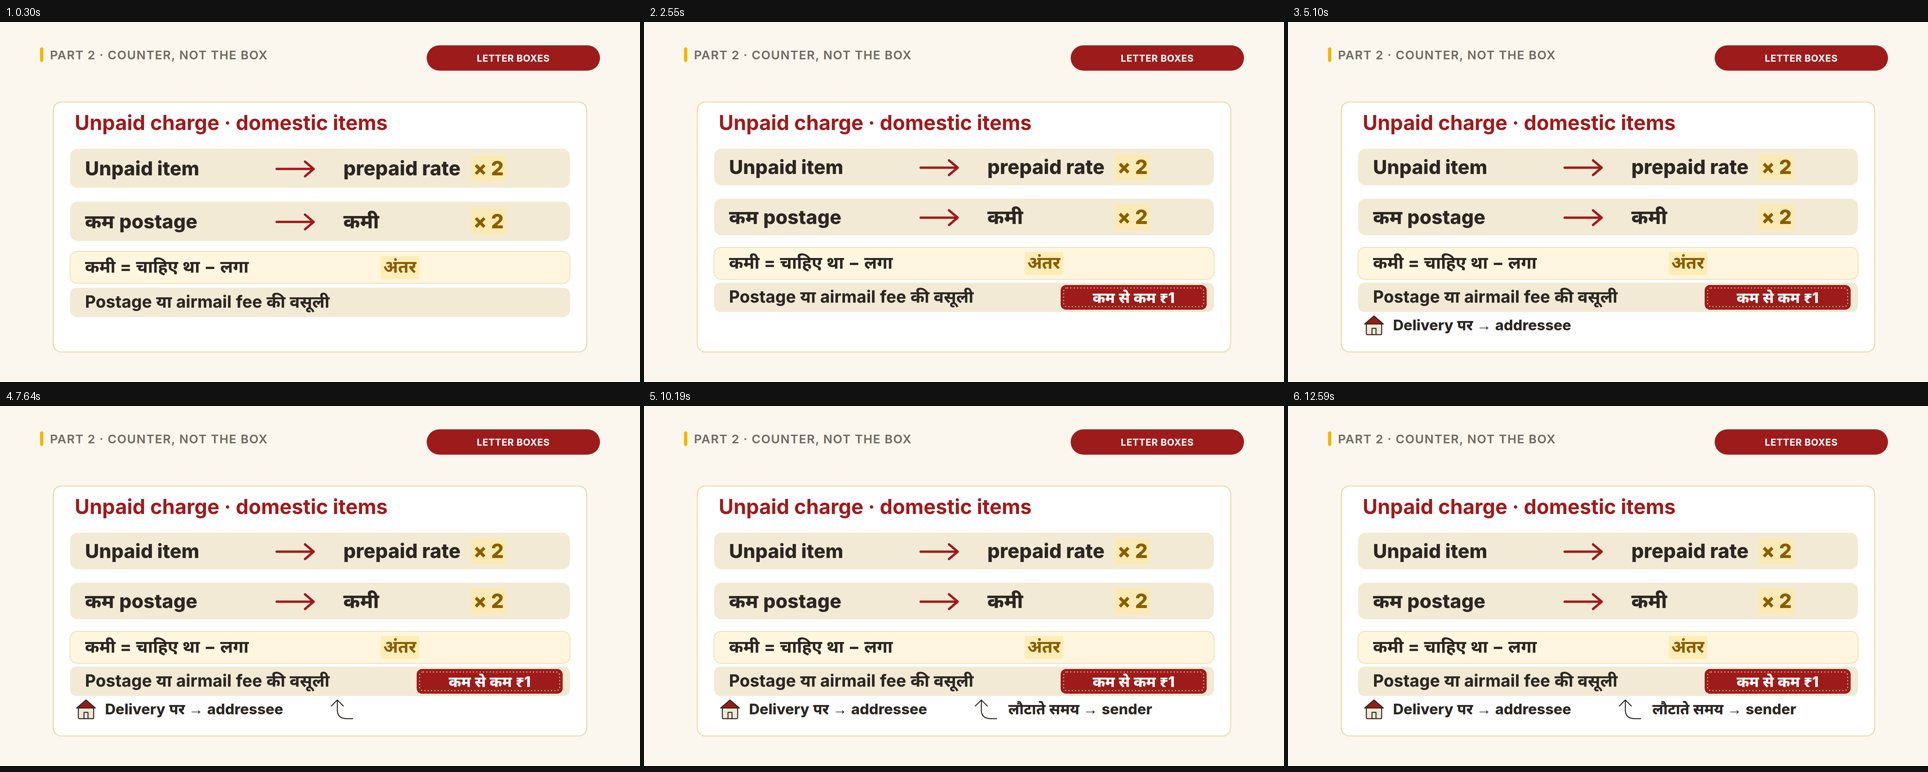 1. 0.30s
PART 2 · COUNTER, NOT THE BOX
LETTER BOXES
Unpaid charge · domestic items
Unpaid item → prepaid rate × 2
कम postage → कमी × 2
कमी = चाहिए था – लगा अंतर
Postage या airmail fee की वसूली
2. 2.55s
PART 2 · COUNTER, NOT THE BOX
LETTER BOXES
Unpaid charge · domestic items
Unpaid item → prepaid rate × 2
कम postage → कमी × 2
कमी = चाहिए था – लगा अंतर
Postage या airmail fee की वसूली कम से कम ₹1
3. 5.10s
PART 2 · COUNTER, NOT THE BOX
LETTER BOXES
Unpaid charge · domestic items
Unpaid item → prepaid rate × 2
कम postage → कमी × 2
कमी = चाहिए था – लगा अंतर
Postage या airmail fee की वसूली कम से कम ₹1
Delivery पर → addressee
4. 7.64s
PART 2 · COUNTER, NOT THE BOX
LETTER BOXES
Unpaid charge · domestic items
Unpaid item → prepaid rate × 2
कम postage → कमी × 2
कमी = चाहिए था – लगा अंतर
Postage या airmail fee की वसूली कम से कम ₹1
Delivery पर → addressee
5. 10.19s
PART 2 · COUNTER, NOT THE BOX
LETTER BOXES
Unpaid charge · domestic items
Unpaid item → prepaid rate × 2
कम postage → कमी × 2
कमी = चाहिए था – लगा अंतर
Postage या airmail fee की वसूली कम से कम ₹1
Delivery पर → addressee लौटाते समय → sender
6. 12.59s
PART 2 · COUNTER, NOT THE BOX
LETTER BOXES
Unpaid charge · domestic items
Unpaid item → prepaid rate × 2
कम postage → कमी × 2
कमी = चाहिए था – लगा अंतर
Postage या airmail fee की वसूली कम से कम ₹1
Delivery पर → addressee लौटाते समय → sender